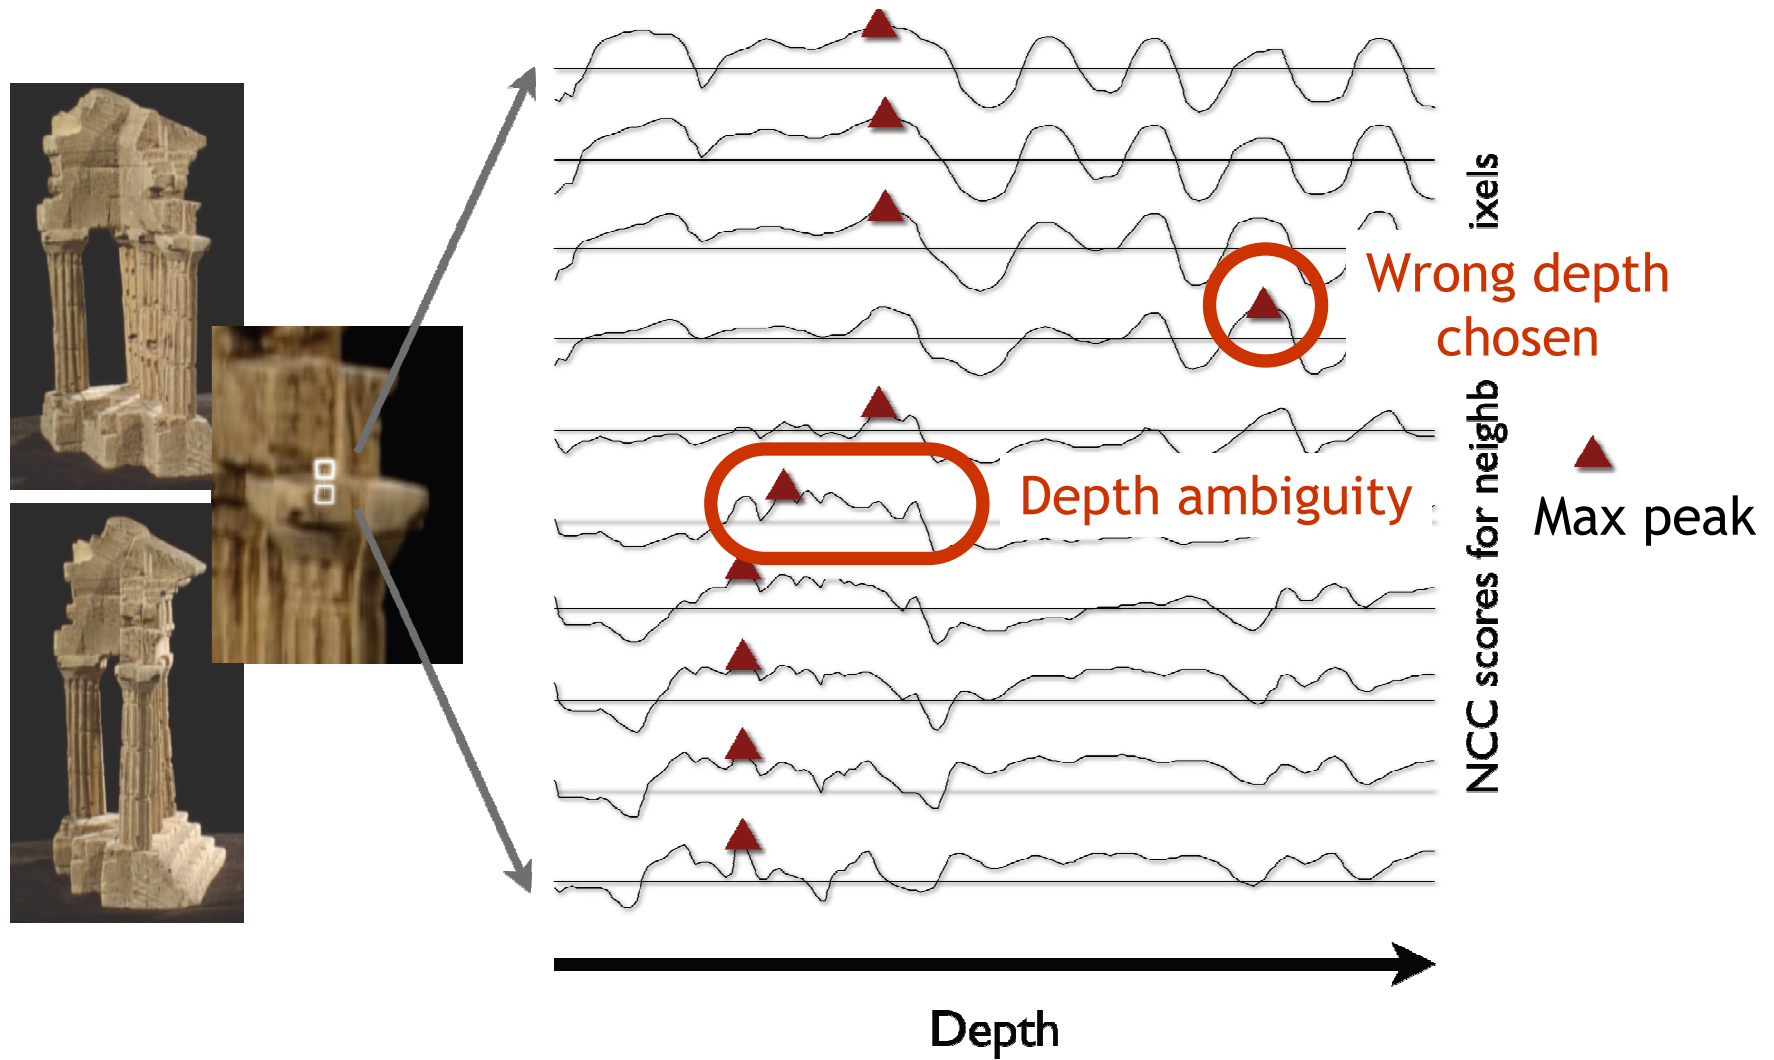 Wrong depth
chosen
Depth ambiguity
Max peak
NCC scores for neighb
ixels
Depth